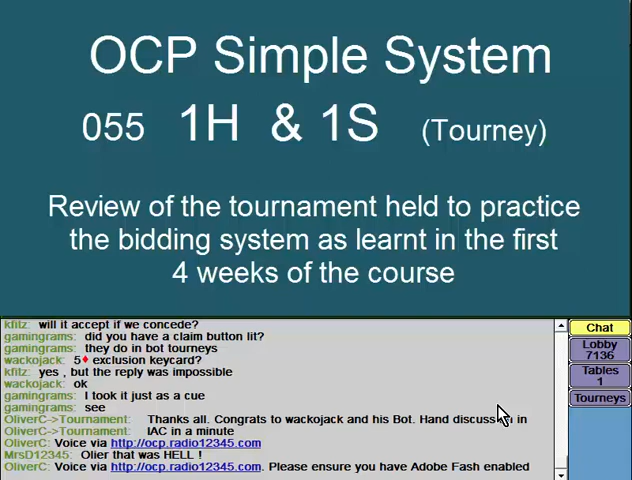 OCP Simple System
055 1H & 1S (Tourney)
Review of the tournament held to practice
the bidding system as learnt in the first
4 weeks of the course
kfitz: will it accept if we concede?
gamingrams: did you have a claim button lit?
gamingrams: they do in bot tourneys
wackojack: 5♦ exclusion keycard?
kfitz: yes , but the reply was impossible
wackojack: ok
gamingrams: I took it just as a cue
gamingrams: see
OliverC->Tournament: Thanks all. Congrats to wackojack and his Bot. Hand discussion in
OliverC->Tournament: IAC in a minute
OliverC: Voice via http://ocp.radio12345.com
MrsD12345: Olier that was HELL !
OliverC: Voice via http://ocp.radio12345.com. Please ensure you have Adobe Fash enabled
Chat
Lobby
7136
Tables
1
Tourneys